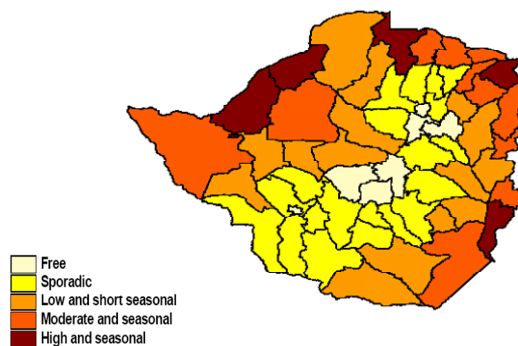 Free
Sporadic
Low and short seasonal
Moderate and seasonal
High and seasonal